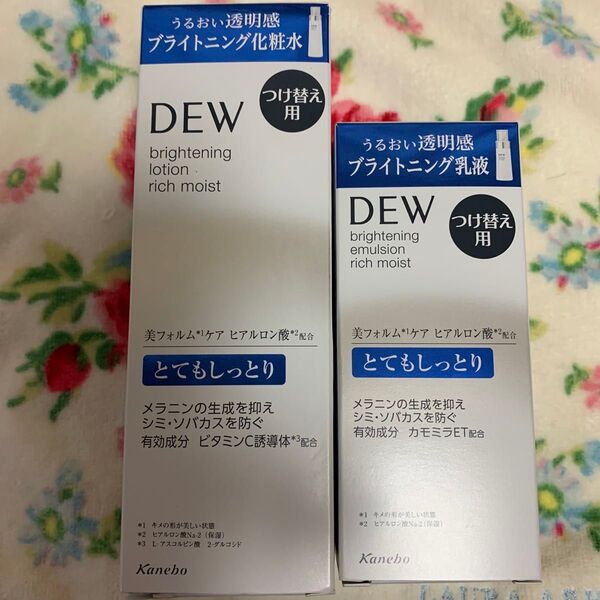 うるおい透明感
ブライトニング化粧水
つけ替え
用
DEW
brightening
lotion
rich moist
美フォルム*1ケア ヒアルロン酸*2配合
とてもしっとり
メラニンの生成を抑え
シミ・ソバカスを防ぐ
有効成分 ビタミンC誘導体*3配合
*1 キメの形が美しい状態
*2 ヒアルロン酸Na-2（保湿）
*3 L-アスコルビン酸 2-グルコシド
Kanebo
うるおい透明感
ブライトニング乳液
つけ替え
用
DEW
brightening
emulsion
rich moist
美フォルム*1ケア ヒアルロン酸*2配合
とてもしっとり
メラニンの生成を抑え
シミ・ソバカスを防ぐ
有効成分 カモミラET配合
*1 キメの形が美しい状態
*2 ヒアルロン酸Na-2（保湿）
Kanebo